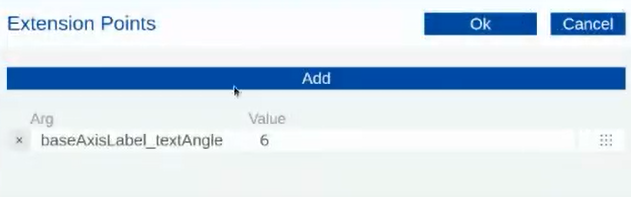 Extension Points Ok Cancel
Add
Arg Value
× baseAxisLabel_textAngle 6